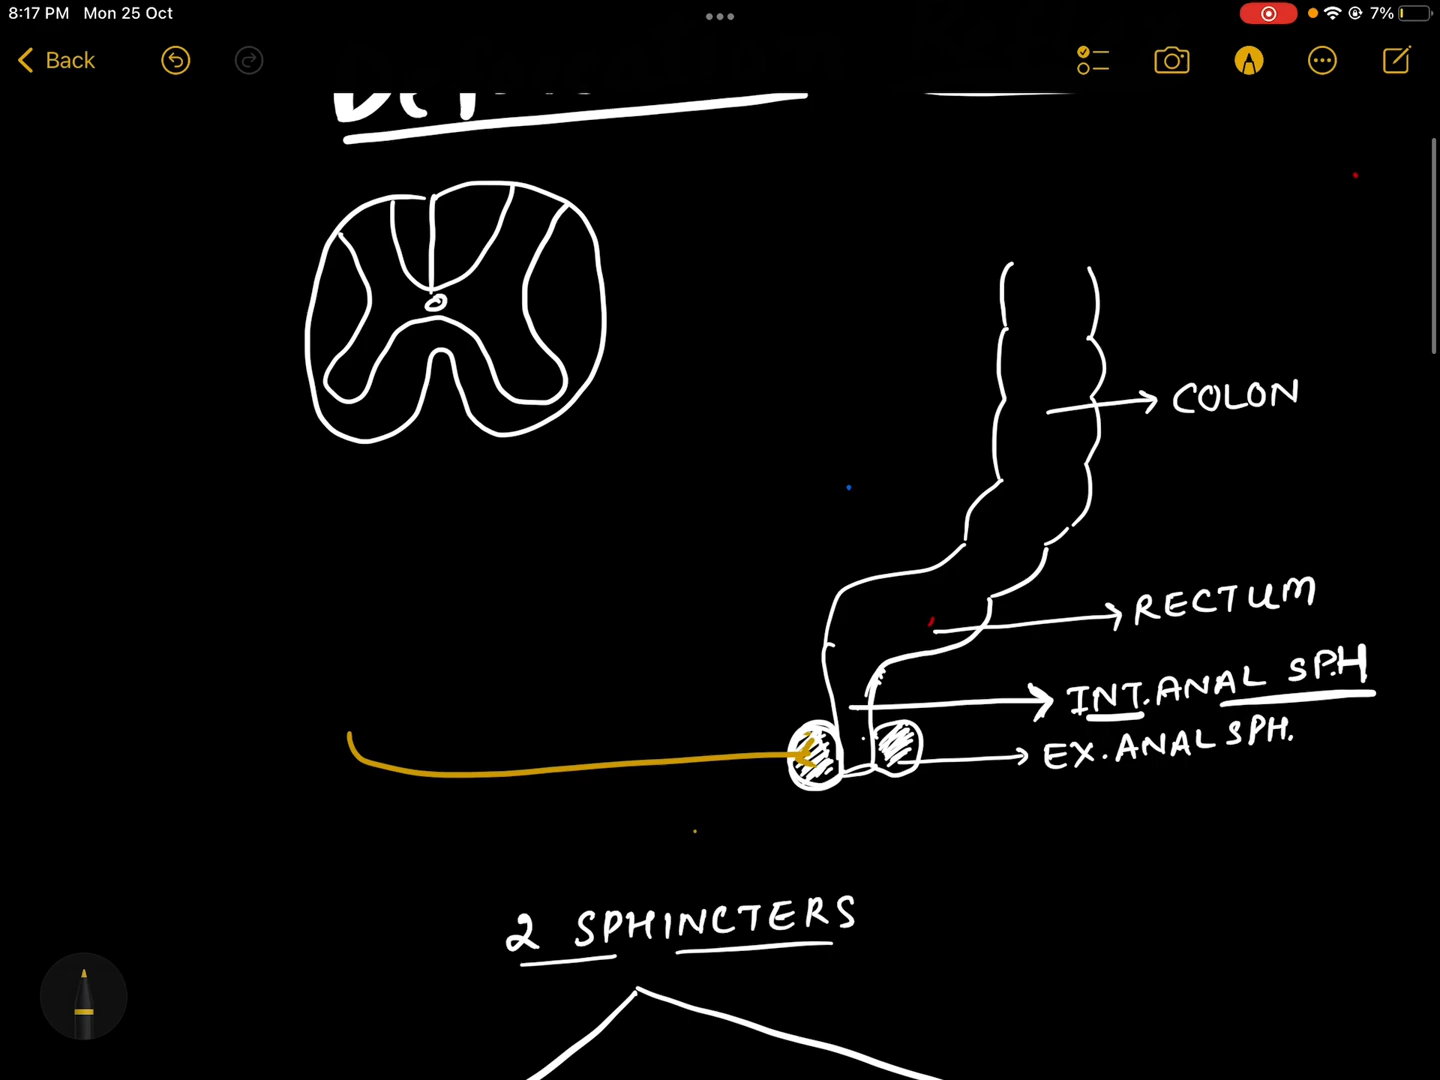 8:17 PM Mon 25 Oct
7%
Back
COLON
RECTUM
INT. ANAL SPH
EX. ANAL SPH.
2 SPHINCTERS